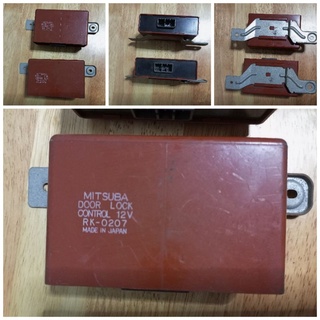 MITSUBA
DOOR LOCK
CONTROL 12V
RK-0207
MADE IN JAPAN